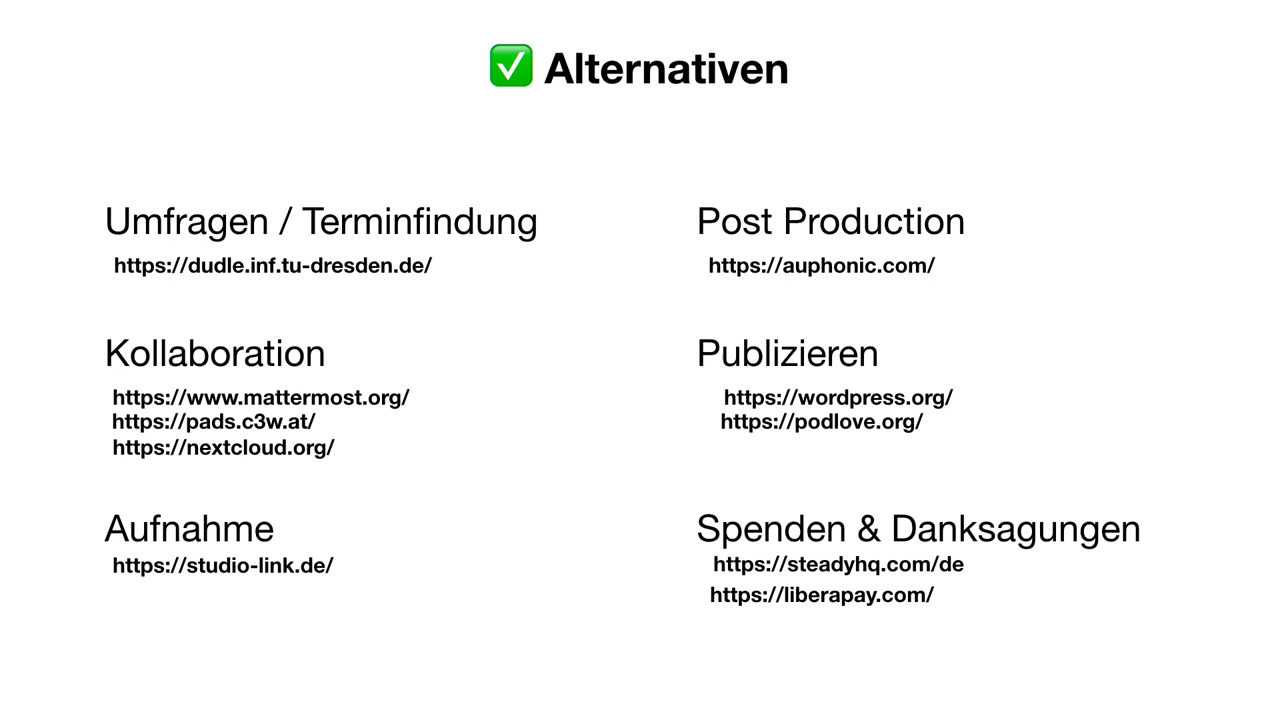 ✅ Alternativen
Umfragen / Terminfindung
https://dudle.inf.tu-dresden.de/
Kollaboration
https://www.mattermost.org/
https://pads.c3w.at/
https://nextcloud.org/
Aufnahme
https://studio-link.de/
Post Production
https://auphonic.com/
Publizieren
https://wordpress.org/
https://podlove.org/
Spenden & Danksagungen
https://steadyhq.com/de
https://liberapay.com/